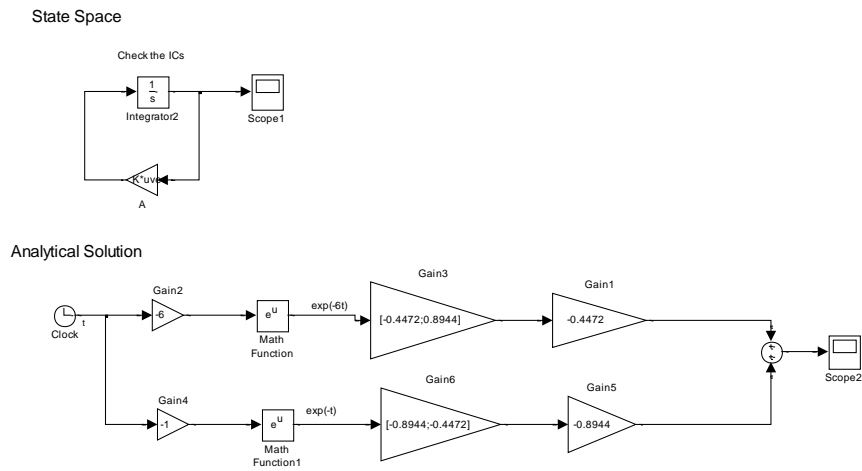 State Space
Check the ICs
1
s
Integrator2
Scope1
K*uve
A
Analytical Solution
Gain3
Gain1
Gain2
-6
e^u
exp(-6t)
[-0.4472;0.8944]
-0.4472
t
Clock
Math
Function
Scope2
Gain6
Gain5
Gain4
-1
e^u
exp(-t)
[-0.8944;-0.4472]
-0.8944
Math
Function1